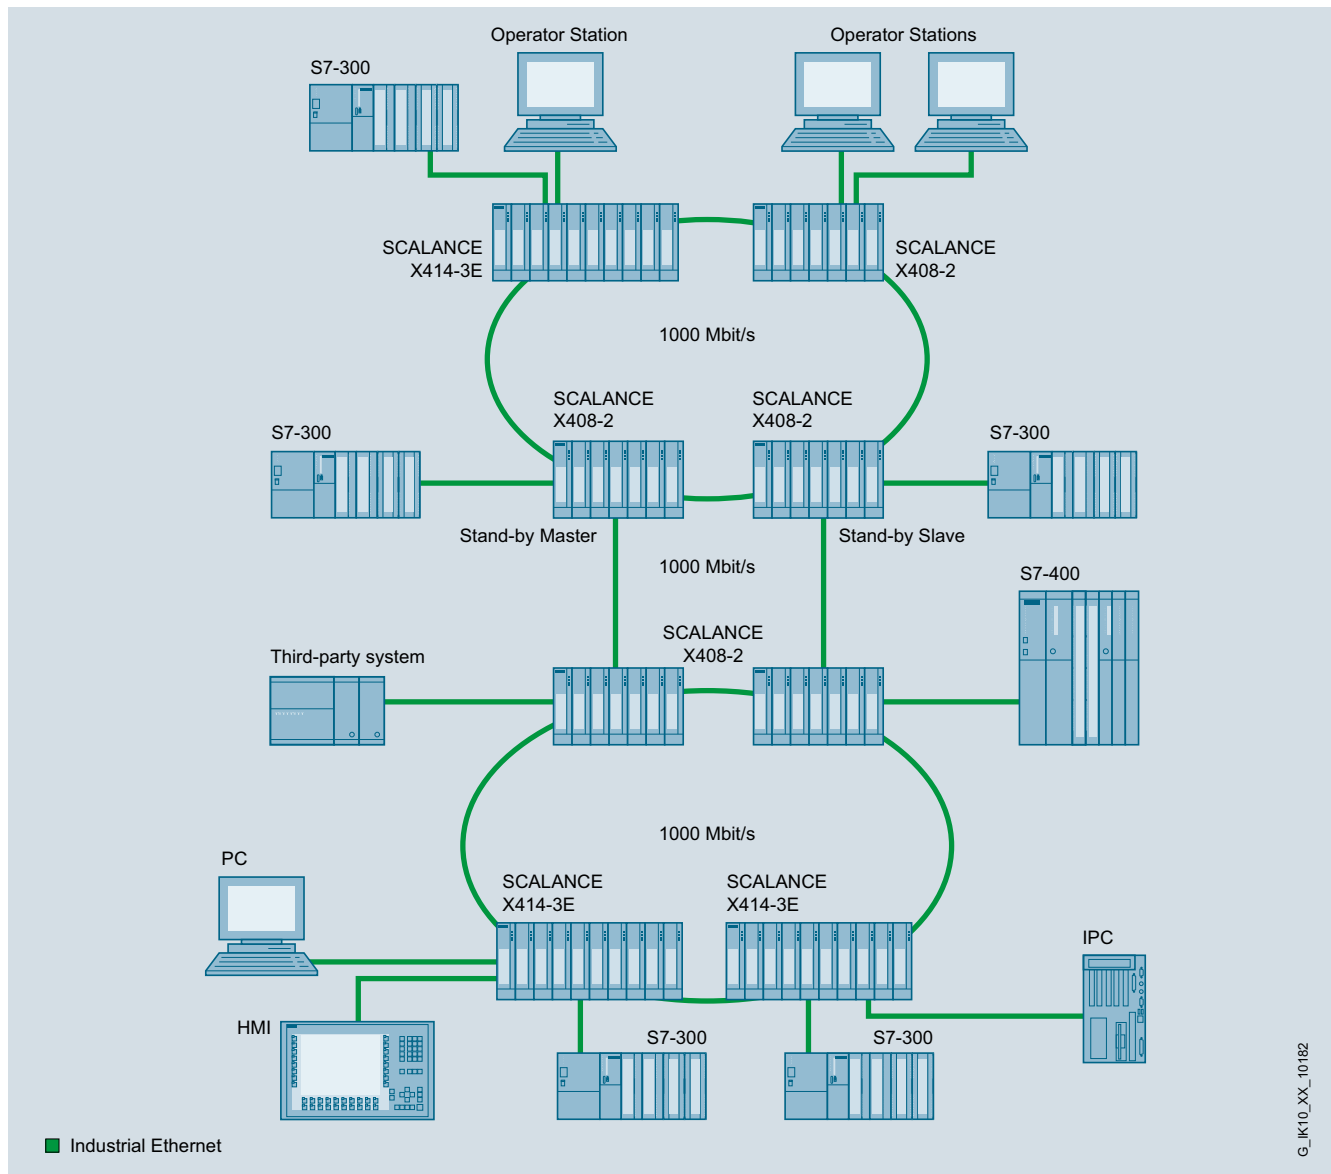 Operator Station
Operator Stations
S7-300
SCALANCE
X414-3E
SCALANCE
X408-2
1000 Mbit/s
SCALANCE
X408-2
SCALANCE
X408-2
S7-300
S7-300
Stand-by Master
Stand-by Slave
1000 Mbit/s
S7-400
SCALANCE
X408-2
Third-party system
1000 Mbit/s
PC
SCALANCE
X414-3E
SCALANCE
X414-3E
IPC
HMI
S7-300
S7-300
Industrial Ethernet
G_IK10_XX_10182